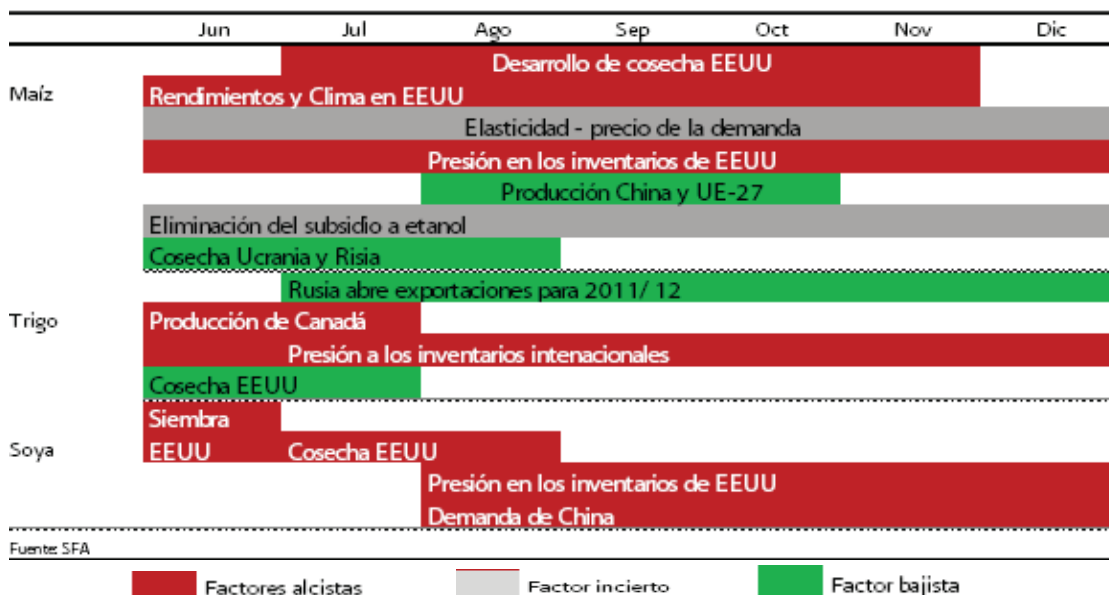 Jun Jul Ago Sep Oct Nov Dic
Desarrollo de cosecha EEUU
Maíz Rendimientos y Clima en EEUU
Elasticidad - precio de la demanda
Presión en los inventarios de EEUU
Producción China y UE-27
Eliminación del subsidio a etanol
Cosecha Ucrania y Risia
Rusia abre exportaciones para 2011/ 12
Trigo Producción de Canadá
Presión a los inventarios intenacionales
Cosecha EEUU
Siembra
Soya EEUU Cosecha EEUU
Presión en los inventarios de EEUU
Demanda de China
Fuente: SFA
Factores alcistas Factor incierto Factor bajista